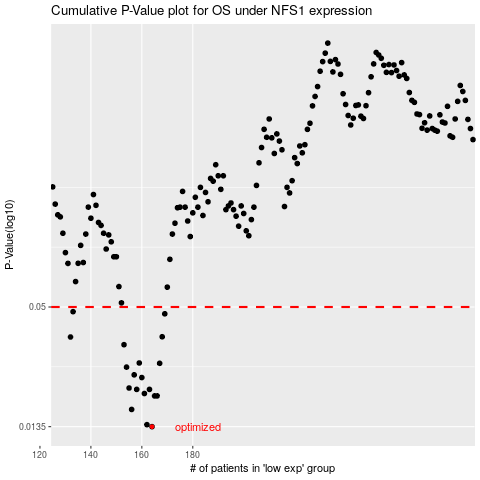 Cumulative P-Value plot for OS under NFS1 expression
P-Value(log10)
0.05
0.0135
optimized
120 140 160 180
# of patients in 'low exp' group